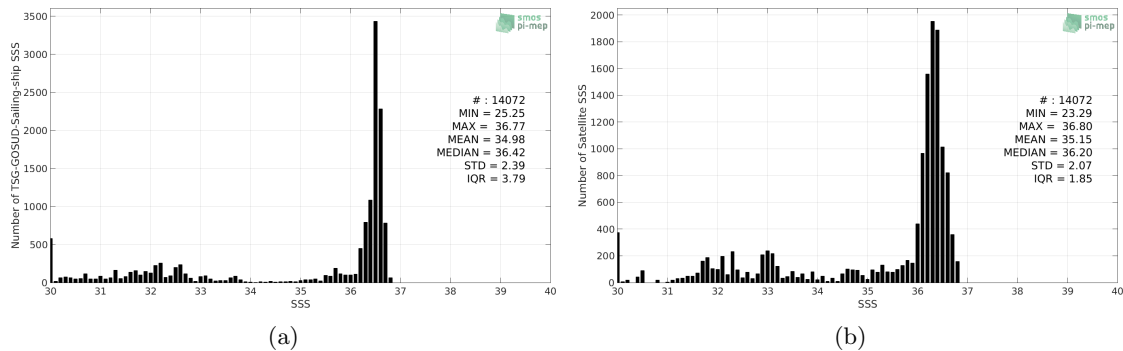 3500
3000
2500
2000
1500
1000
500
0
30 31 32 33 34 35 36 37 38 39 40
SSS
Number of TSG-GOSUD-Sailing-ship SSS
smos
pi-mep
# : 14072
MIN = 25.25
MAX = 36.77
MEAN = 34.98
MEDIAN = 36.42
STD = 2.39
IQR = 3.79
(a)
2000
1800
1600
1400
1200
1000
800
600
400
200
0
30 31 32 33 34 35 36 37 38 39 40
SSS
Number of Satellite SSS
smos
pi-mep
# : 14072
MIN = 23.29
MAX = 36.80
MEAN = 35.15
MEDIAN = 36.20
STD = 2.07
IQR = 1.85
(b)